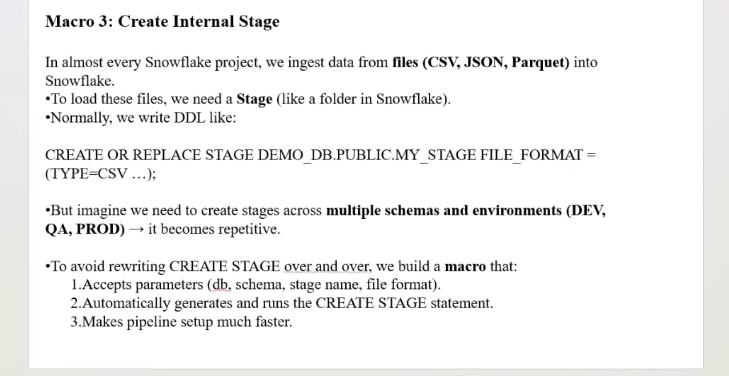 Macro 3: Create Internal Stage
In almost every Snowflake project, we ingest data from files (CSV, JSON, Parquet) into
Snowflake.
•To load these files, we need a Stage (like a folder in Snowflake).
•Normally, we write DDL like:
CREATE OR REPLACE STAGE DEMO_DB.PUBLIC.MY_STAGE FILE_FORMAT =
(TYPE=CSV …);
•But imagine we need to create stages across multiple schemas and environments (DEV,
QA, PROD) → it becomes repetitive.
•To avoid rewriting CREATE STAGE over and over, we build a macro that:
1.Accepts parameters (db, schema, stage name, file format).
2.Automatically generates and runs the CREATE STAGE statement.
3.Makes pipeline setup much faster.